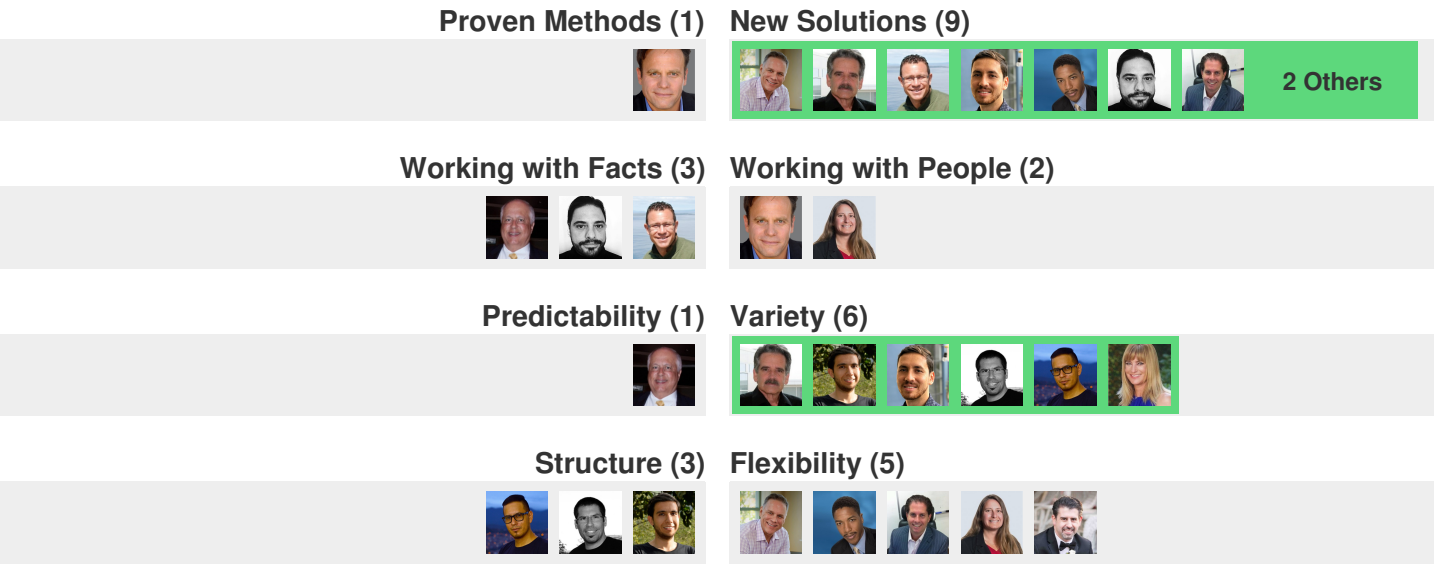 Proven Methods (1) New Solutions (9)
2 Others
Working with Facts (3) Working with People (2)
Predictability (1) Variety (6)
Structure (3) Flexibility (5)